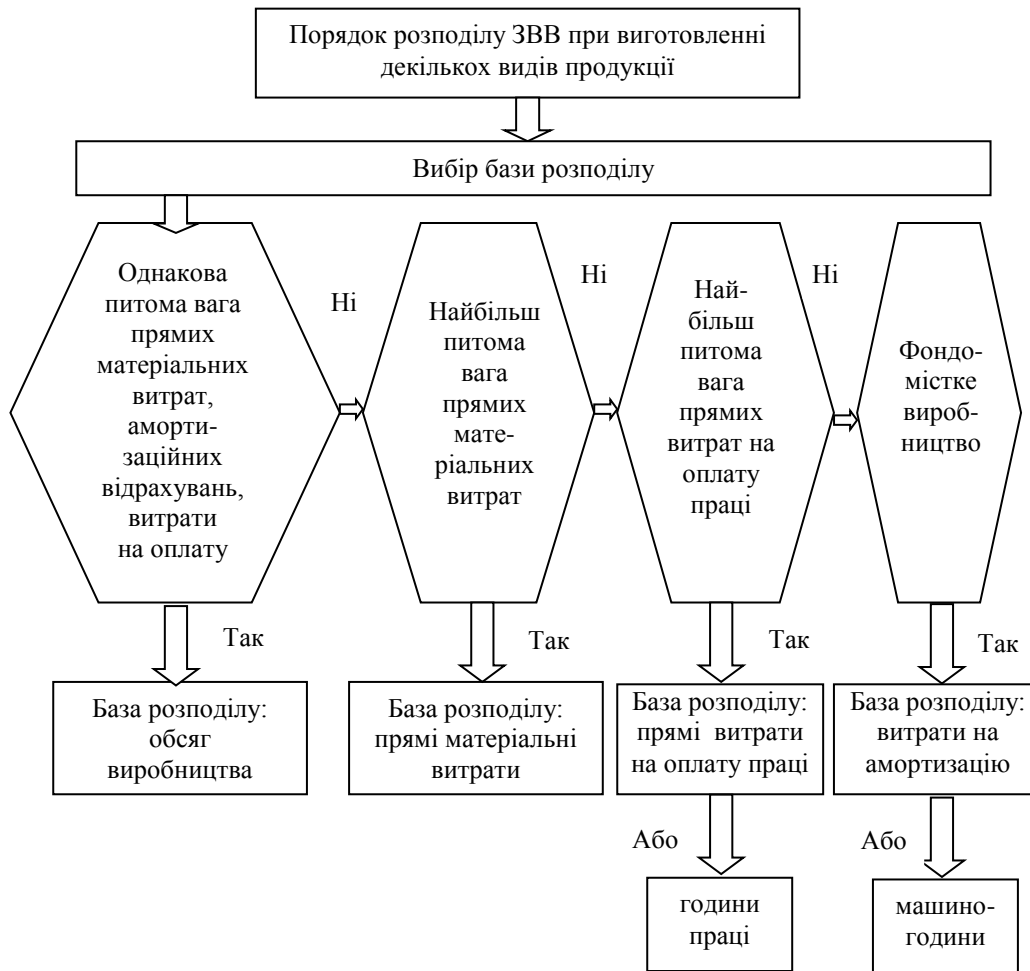 Порядок розподілу ЗВВ при виготовленні
декількох видів продукції
Вибір бази розподілу
Однакова
питома вага
прямих
матеріальних
витрат,
аморти-
заційних
відрахувань,
витрати
на оплату
Ні
Найбільш
питома
вага
прямих
мате-
ріальних
витрат
Ні
Най-
більш
питома
вага
прямих
витрат на
оплату
праці
Ні
Фондо-
містке
вироб-
ництво
Так
Так
Так
Так
База розподілу:
обсяг
виробництва
База розподілу:
прямі матеріальні
витрати
База розподілу:
прямі витрати
на оплату праці
База розподілу:
витрати на
амортизацію
Або
Або
години
праці
машино-
години